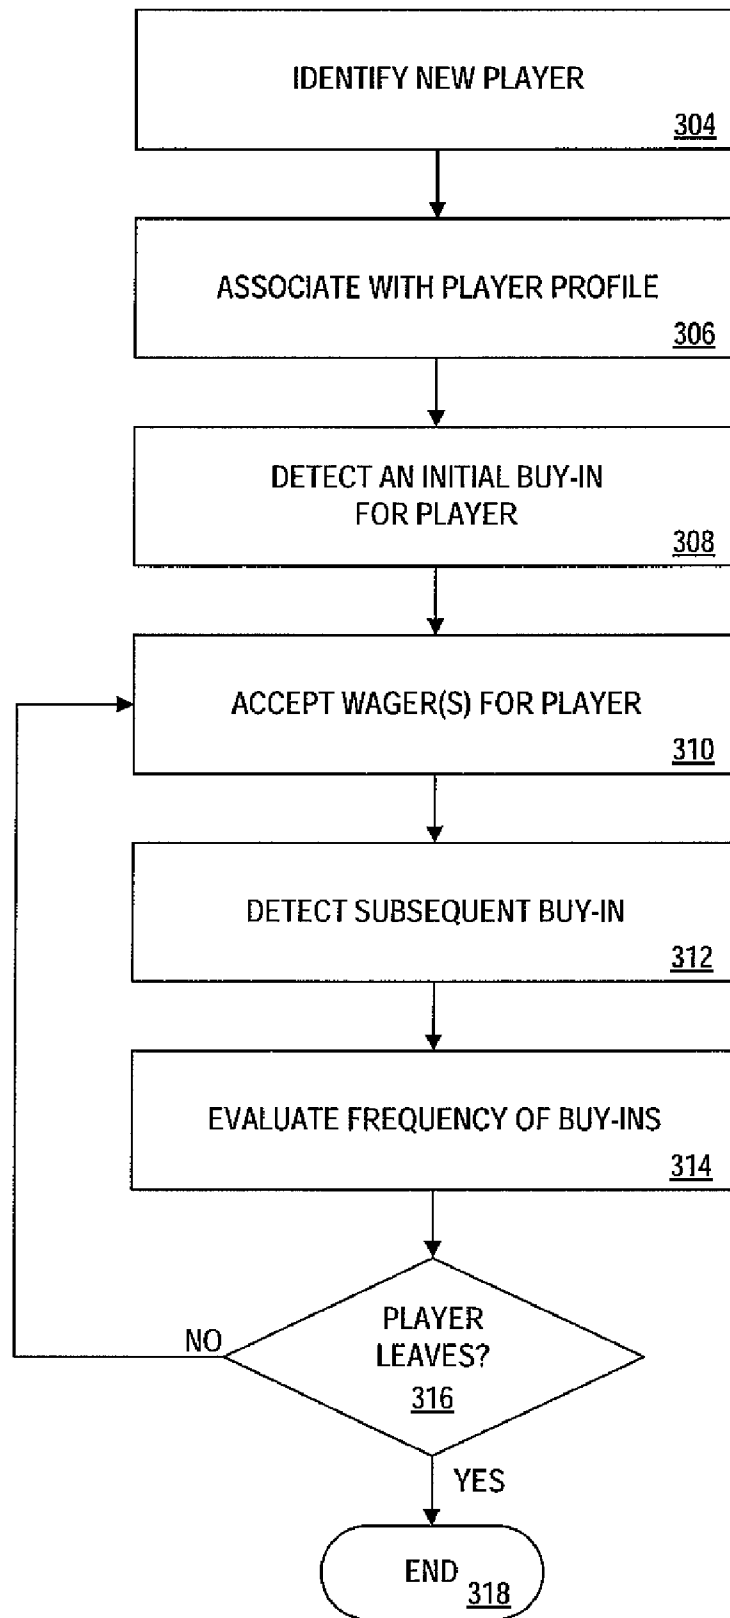 IDENTIFY NEW PLAYER
304
ASSOCIATE WITH PLAYER PROFILE
306
DETECT AN INITIAL BUY-IN
FOR PLAYER
308
ACCEPT WAGER(S) FOR PLAYER
310
DETECT SUBSEQUENT BUY-IN
312
EVALUATE FREQUENCY OF BUY-INS
314
PLAYER
LEAVES?
316
NO
YES
END
318